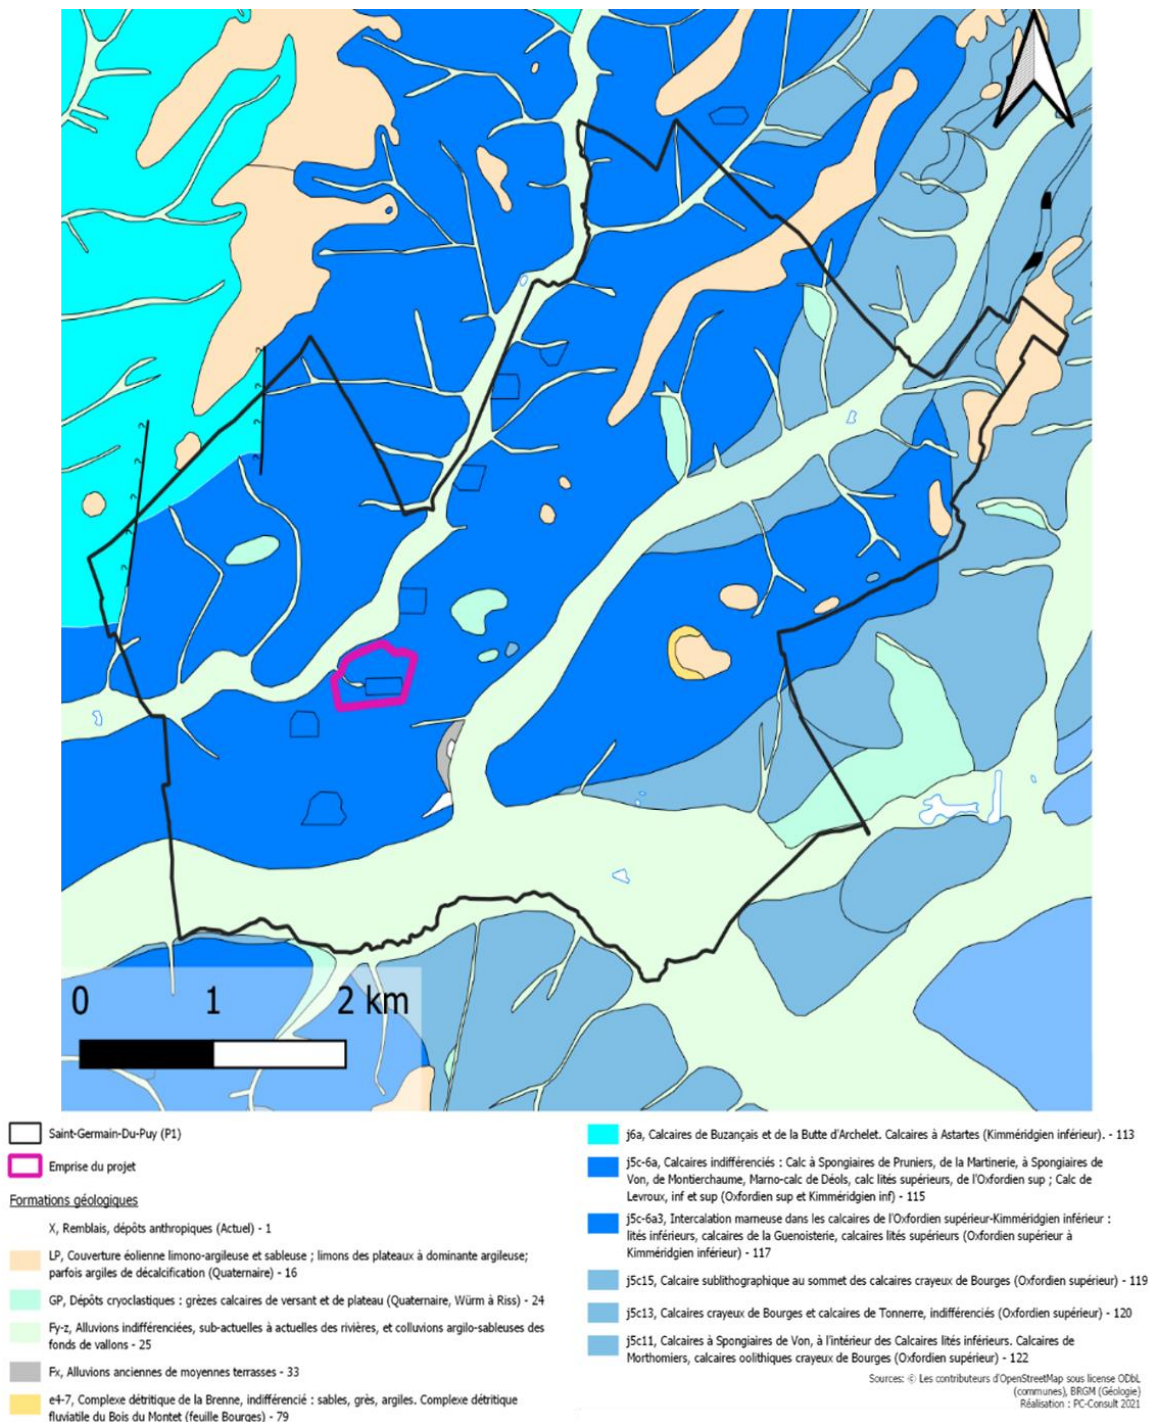 0 1 2 km
Saint-Germain-Du-Puy (P1)
Emprise du projet
Formations géologiques
X, Remblais, dépôts anthropiques (Actuel) - 1
LP, Couverture éolienne limono-argileuse et sableuse ; limons des plateaux à dominante argileuse;
parfois argiles de décalcification (Quaternaire) - 16
GP, Dépôts cryoclastiques : grèzes calcaires de versant et de plateau (Quaternaire, Würm à Riss) - 24
Fy-z, Alluvions indifférenciées, sub-actuelles à actuelles des rivières, et colluvions argilo-sableuses des
fonds de vallons - 25
Fx, Alluvions anciennes de moyennes terrasses - 33
e4-7, Complexe détritique de la Brenne, indifférencié : sables, grès, argiles. Complexe détritique
fluviatile du Bois du Montet (feuille Bourges) - 79
j6a, Calcaires de Buzançais et de la Butte d'Archelet. Calcaires à Astartes (Kimméridgien inférieur). - 113
j5c-6a, Calcaires indifférenciés : Calc à Spongiaires de Pruniers, de la Martinerie, à Spongiaires de
Von, de Montierchaume, Marno-calc de Déols, calc lités supérieurs, de l'Oxfordien sup ; Calc de
Levroux, inf et sup (Oxfordien sup et Kimméridgien inf) - 115
j5c-6a3, Intercalation marneuse dans les calcaires de l'Oxfordien supérieur-Kimméridgien inférieur :
lités inférieurs, calcaires de la Guenoisterie, calcaires lités supérieurs (Oxfordien supérieur à
Kimméridgien inférieur) - 117
j5c15, Calcaire sublithographique au sommet des calcaires crayeux de Bourges (Oxfordien supérieur) - 119
j5c13, Calcaires crayeux de Bourges et calcaires de Tonnerre, indifférenciés (Oxfordien supérieur) - 120
j5c11, Calcaires à Spongiaires de Von, à l'intérieur des Calcaires lités inférieurs. Calcaires de
Morthomiers, calcaires oolithiques crayeux de Bourges (Oxfordien supérieur) - 122
Sources: © Les contributeurs d'OpenStreetMap sous license ODbL
(communes), BRGM (Géologie)
Réalisation : PC-Consult 2021